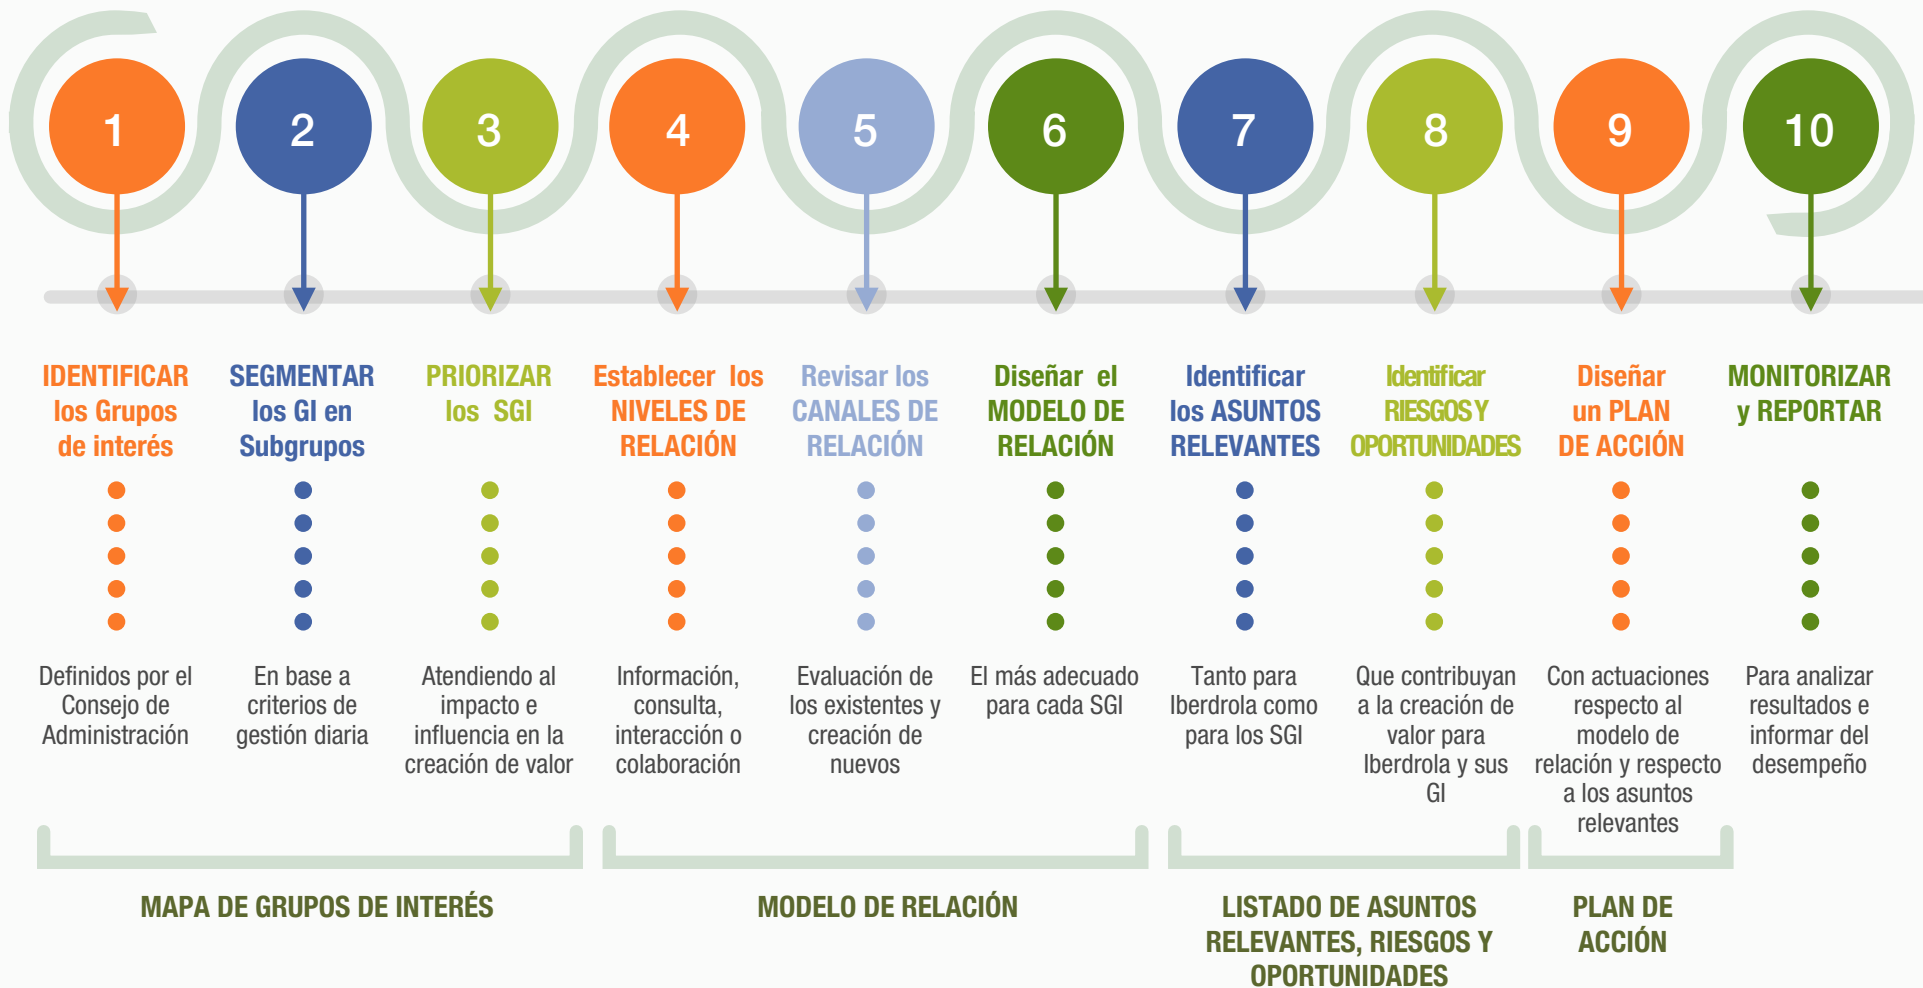 1
2
3
4
5
6
7
8
9
10
IDENTIFICAR
los Grupos
de interés
SEGMENTAR
los GI en
Subgrupos
PRIORIZAR
los SGI
Establecer los
NIVELES DE
RELACIÓN
Revisar los
CANALES DE
RELACIÓN
Diseñar el
MODELO DE
RELACIÓN
Identificar
los ASUNTOS
RELEVANTES
Identificar
RIESGOS Y
OPORTUNIDADES
Diseñar
un PLAN
DE ACCIÓN
MONITORIZAR
y REPORTAR
Definidos por el
Consejo de
Administración
En base a
criterios de
gestión diaria
Atendiendo al
impacto e
influencia en la
creación de valor
Información,
consulta,
interacción o
colaboración
Evaluación de
los existentes y
creación de
nuevos
El más adecuado
para cada SGI
Tanto para
Iberdrola como
para los SGI
Que contribuyan
a la creación de
valor para
Iberdrola y sus
GI
Con actuaciones
respecto al
modelo de
relación y respecto
a los asuntos
relevantes
Para analizar
resultados e
informar del
desempeño
MAPA DE GRUPOS DE INTERÉS
MODELO DE RELACIÓN
LISTADO DE ASUNTOS
RELEVANTES, RIESGOS Y
OPORTUNIDADES
PLAN DE
ACCIÓN